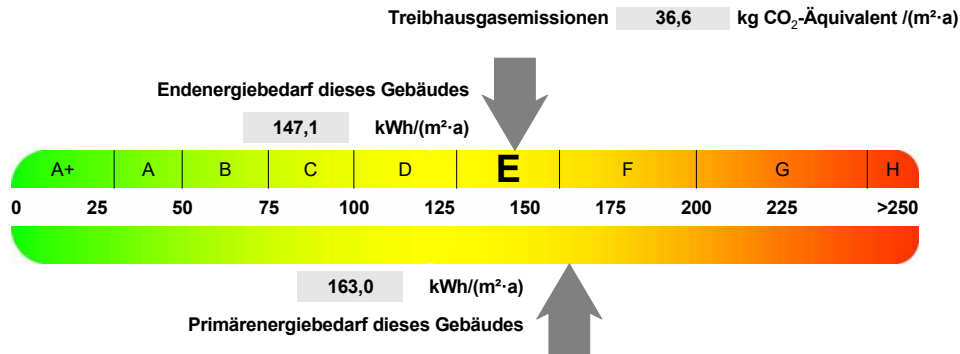 Treibhausgasemissionen 36,6 kg CO₂-Äquivalent /(m²·a)
Endenergiebedarf dieses Gebäudes
147,1 kWh/(m²·a)
A+ A B C D E F G H
0 25 50 75 100 125 150 175 200 225 >250
163,0 kWh/(m²·a)
Primärenergiebedarf dieses Gebäudes